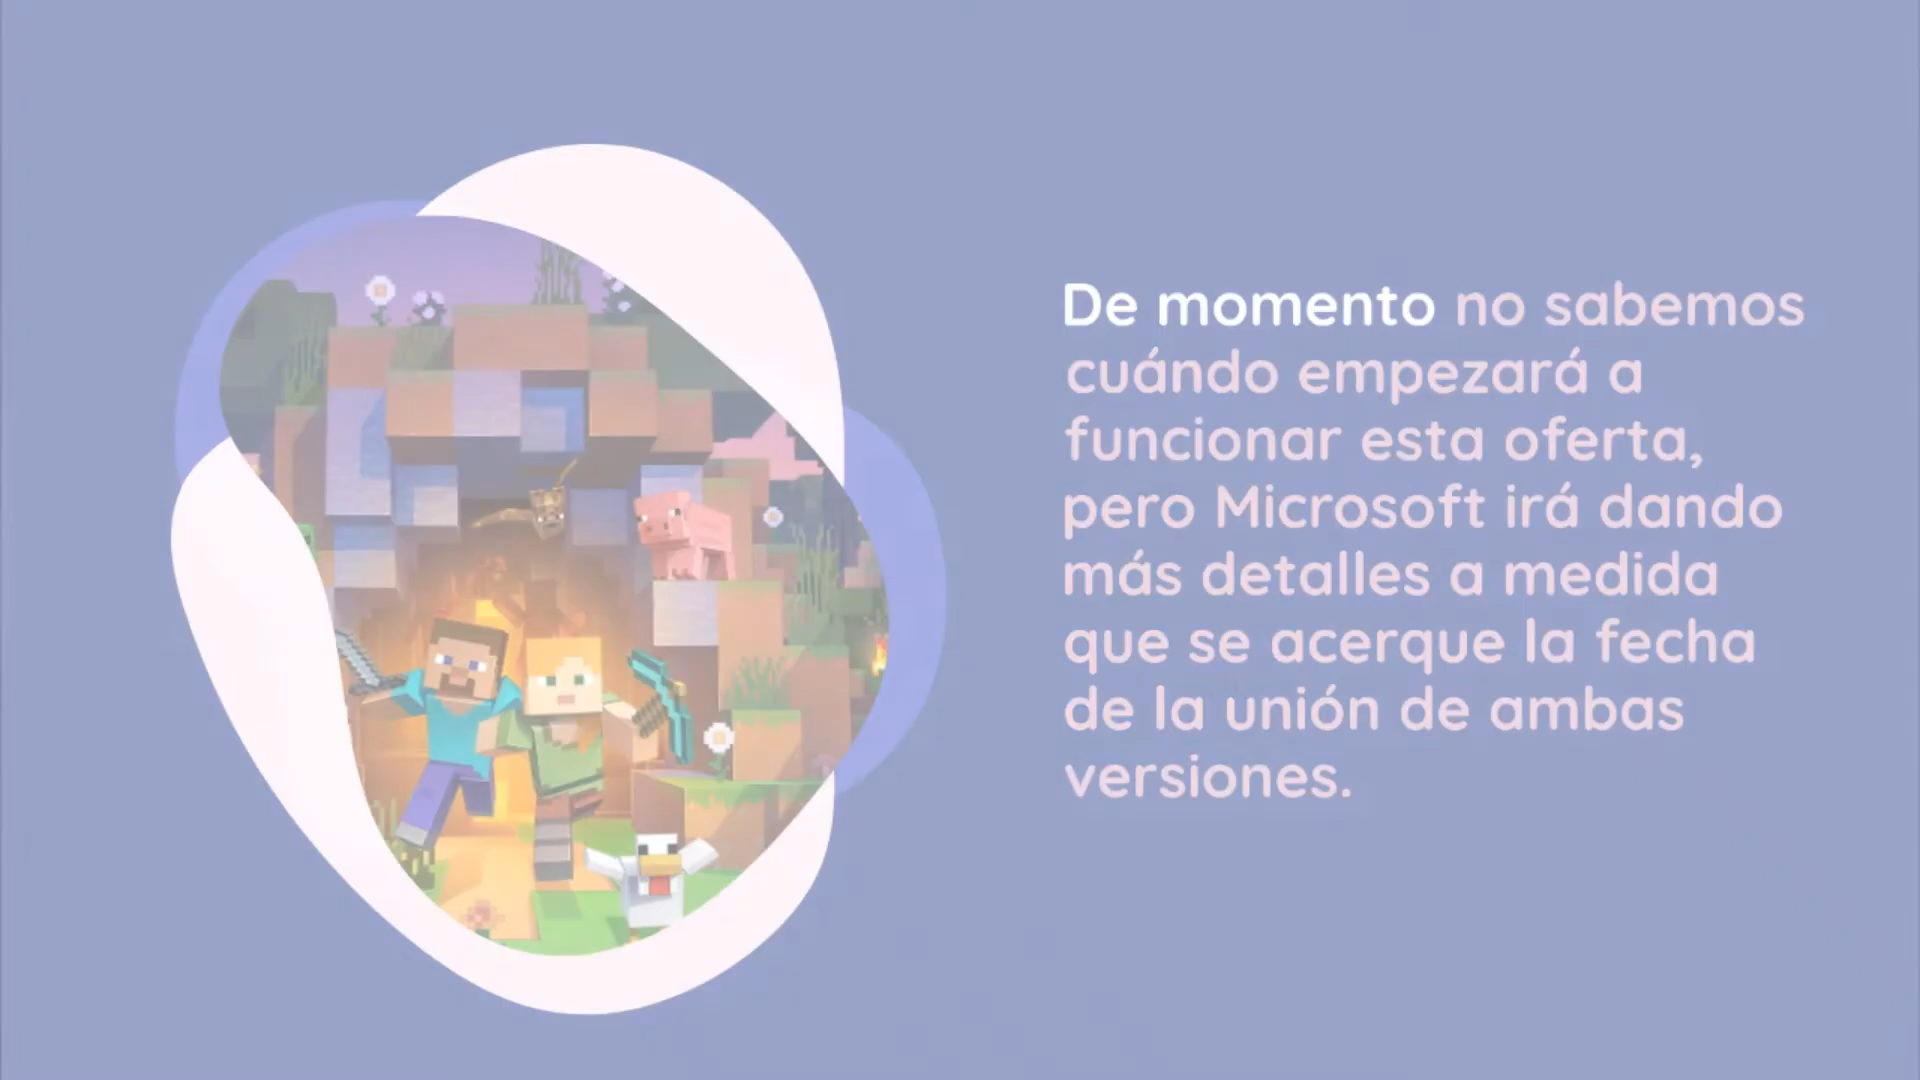 De momento no sabemos
cuándo empezará a
funcionar esta oferta,
pero Microsoft irá dando
más detalles a medida
que se acerque la fecha
de la unión de ambas
versiones.